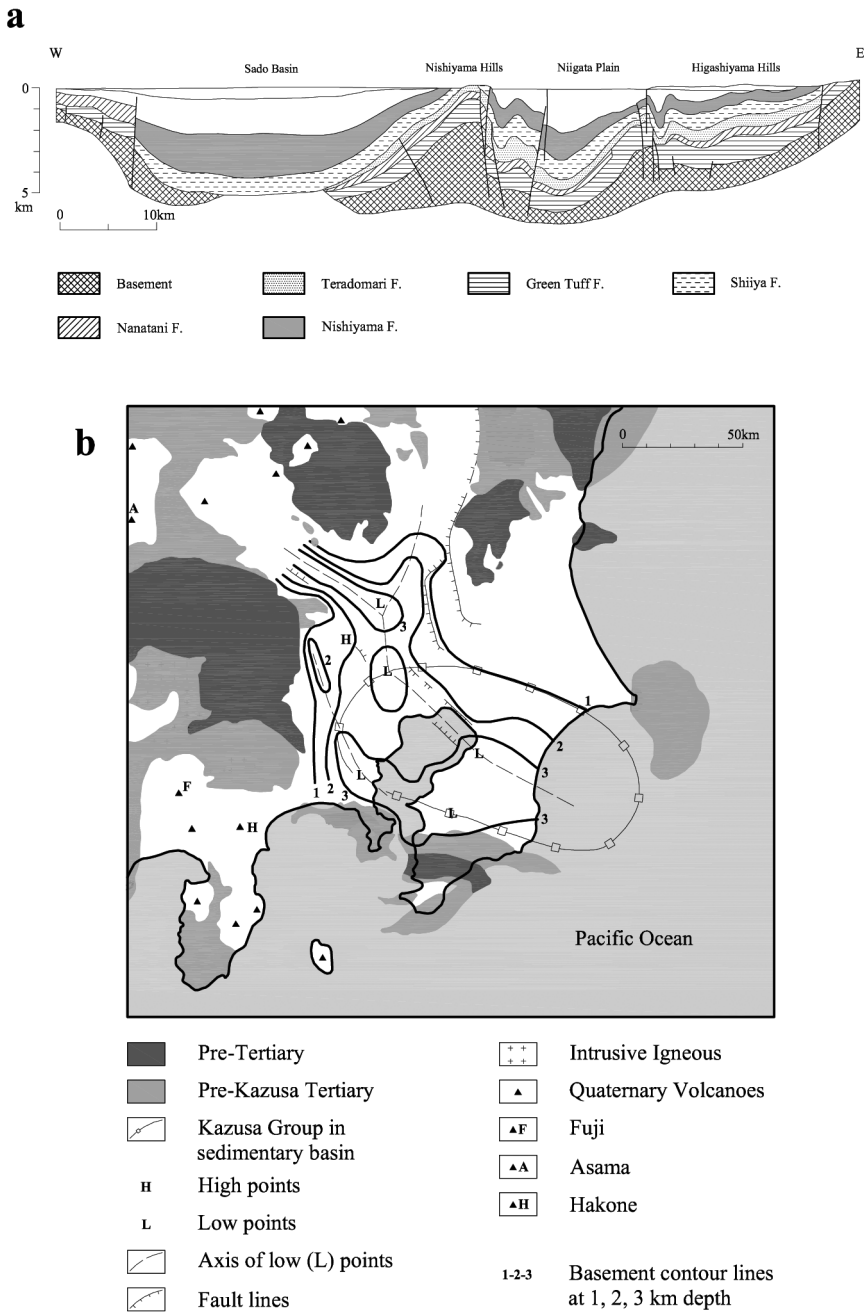 a
W
E
Sado Basin
Nishiyama Hills
Niigata Plain
Higashiyama Hills
0
5
km
0
10km
Basement
Teradomari F.
Green Tuff F.
Shiiya F.
Nanatani F.
Nishiyama F.
b
0
50km
A
L
3
H
2
L
1
2
L
3
L
F
1
2
3
L
3
H
Pacific Ocean
Pre-Tertiary
Intrusive Igneous
Pre-Kazusa Tertiary
Quaternary Volcanoes
Kazusa Group in
sedimentary basin
F
Fuji
H
High points
A
Asama
L
Low points
H
Hakone
Axis of low (L) points
1-2-3
Basement contour lines
at 1, 2, 3 km depth
Fault lines